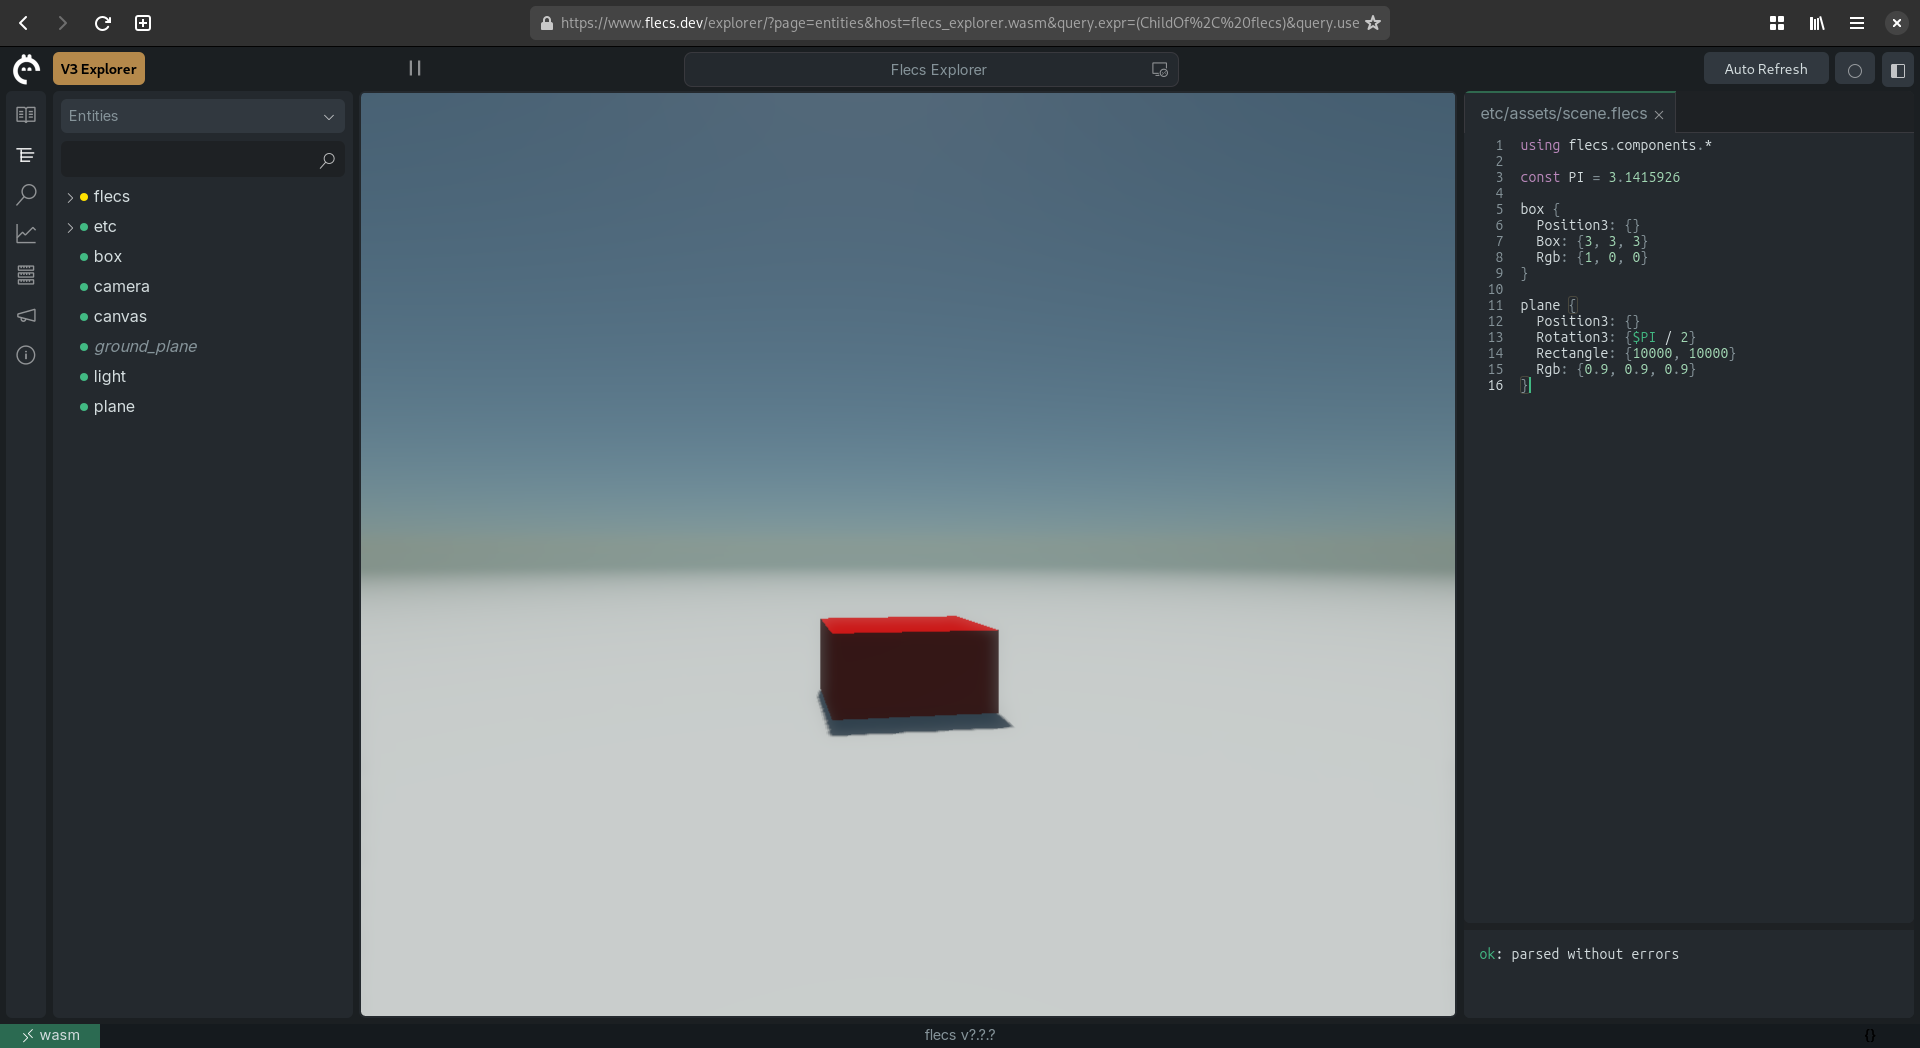 https://www.flecs.dev/explorer/?page=entities&host=flecs_explorer.wasm&query.expr=(ChildOf%2C%20flecs)&query.use
V3 Explorer
Flecs Explorer
Auto Refresh
Entities
flecs
etc
box
camera
canvas
ground_plane
light
plane
etc/assets/scene.flecs
1 using flecs.components.*
2
3 const PI = 3.1415926
4
5 box {
6 Position3: {}
7 Box: {3, 3, 3}
8 Rgb: {1, 0, 0}
9 }
10
11 plane {
12 Position3: {}
13 Rotation3: {$PI / 2}
14 Rectangle: {10000, 10000}
15 Rgb: {0.9, 0.9, 0.9}
16 }
ok: parsed without errors
wasm
flecs v?.?.?
{}